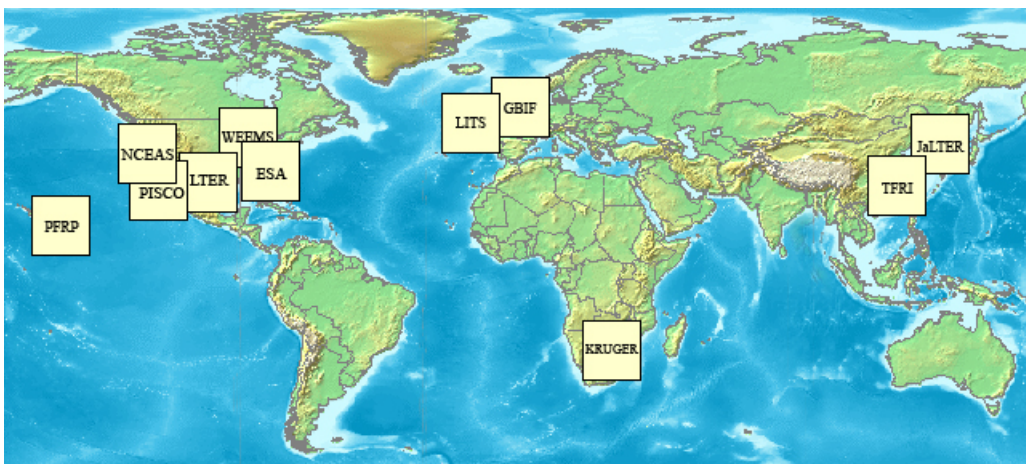 GBIF
LITS
WEEMS
NCEAS
JaLTER
ESA
LTER
PISCO
TFRI
PFRP
KRUGER